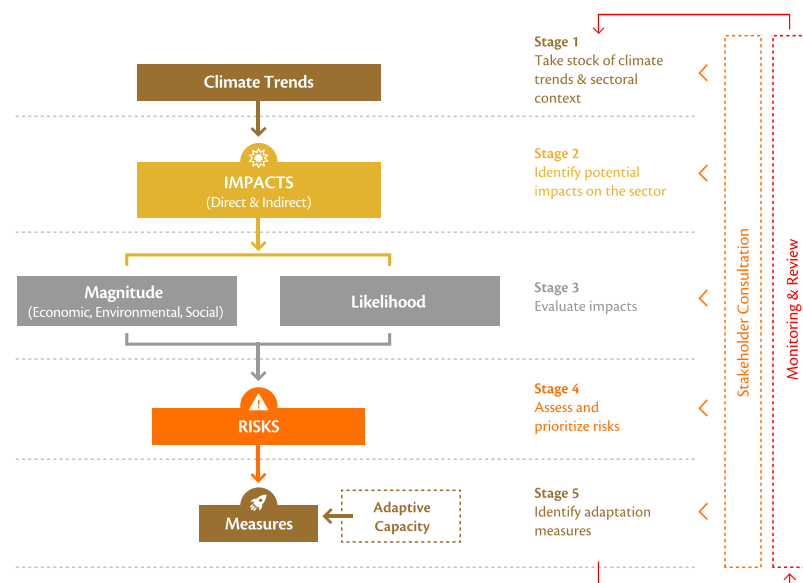 Climate Trends
Stage 1
Take stock of climate
trends & sectoral
context
IMPACTS
(Direct & Indirect)
Stage 2
Identify potential
impacts on the sector
Magnitude
(Economic, Environmental, Social)
Likelihood
Stage 3
Evaluate impacts
RISKS
Stage 4
Assess and
prioritize risks
Measures
Adaptive
Capacity
Stage 5
Identify adaptation
measures
Stakeholder Consultation
Monitoring & Review